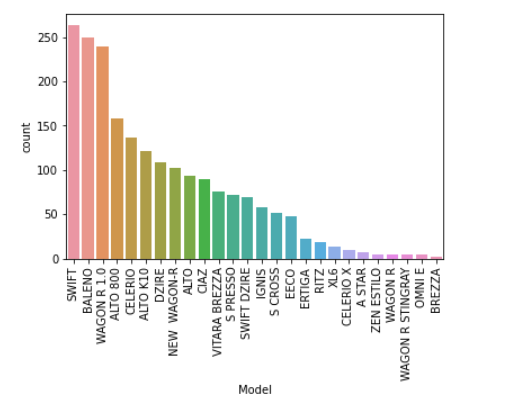 250
200
150
100
50
0
count
SWIFT
BALENO
WAGON R 1.0
ALTO 800
CELERIO
ALTO K10
DZIRE
NEW WAGON-R
ALTO
CIAZ
VITARA BREZZA
S PRESSO
SWIFT DZIRE
IGNIS
S CROSS
EECO
ERTIGA
RITZ
XL6
CELERIO X
A STAR
ZEN ESTILO
WAGON R
WAGON R STINGRAY
OMNI E
BREZZA
Model